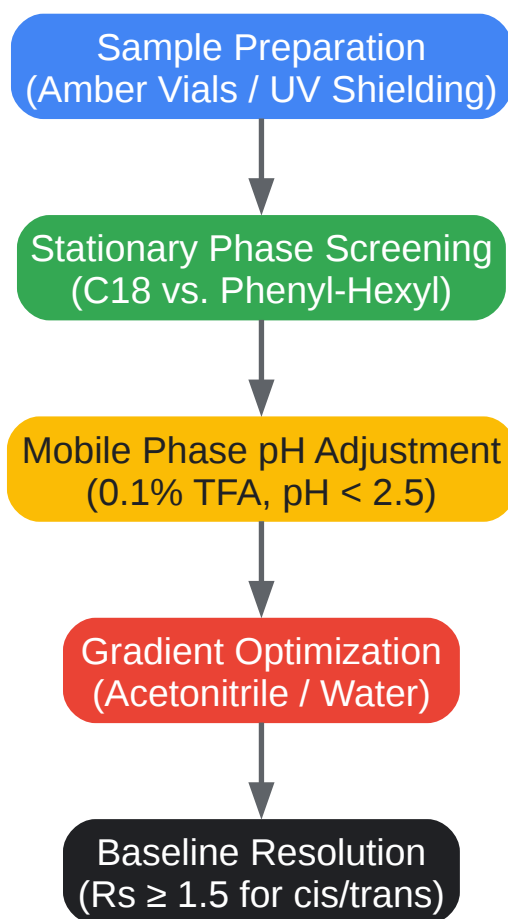 Sample Preparation
(Amber Vials / UV Shielding)
Stationary Phase Screening
(C18 vs. Phenyl-Hexyl)
Mobile Phase pH Adjustment
(0.1% TFA, pH < 2.5)
Gradient Optimization
(Acetonitrile / Water)
Baseline Resolution
(Rs ≥ 1.5 for cis/trans)